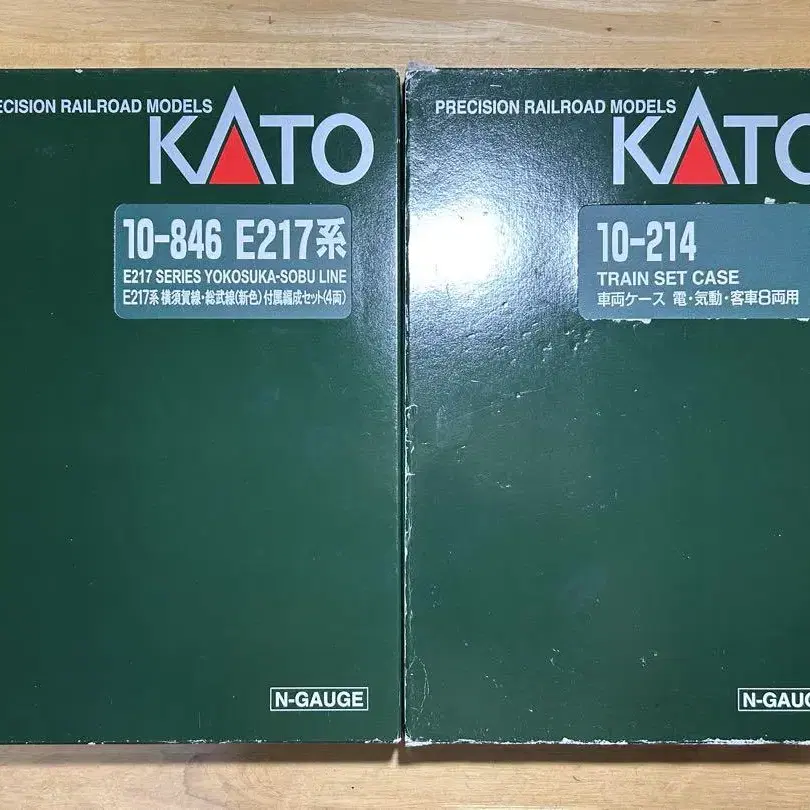 ECISION RAILROAD MODELS
KATO
10-846 E217系
E217 SERIES YOKOSUKA-SOBU LINE
E217系 横須賀線・総武線(新色) 付属編成セット(4両)
N-GAUGE
PRECISION RAILROAD MODELS
KATO
10-214
TRAIN SET CASE
車両ケース 電・気動・客車8両用
N-GAUG